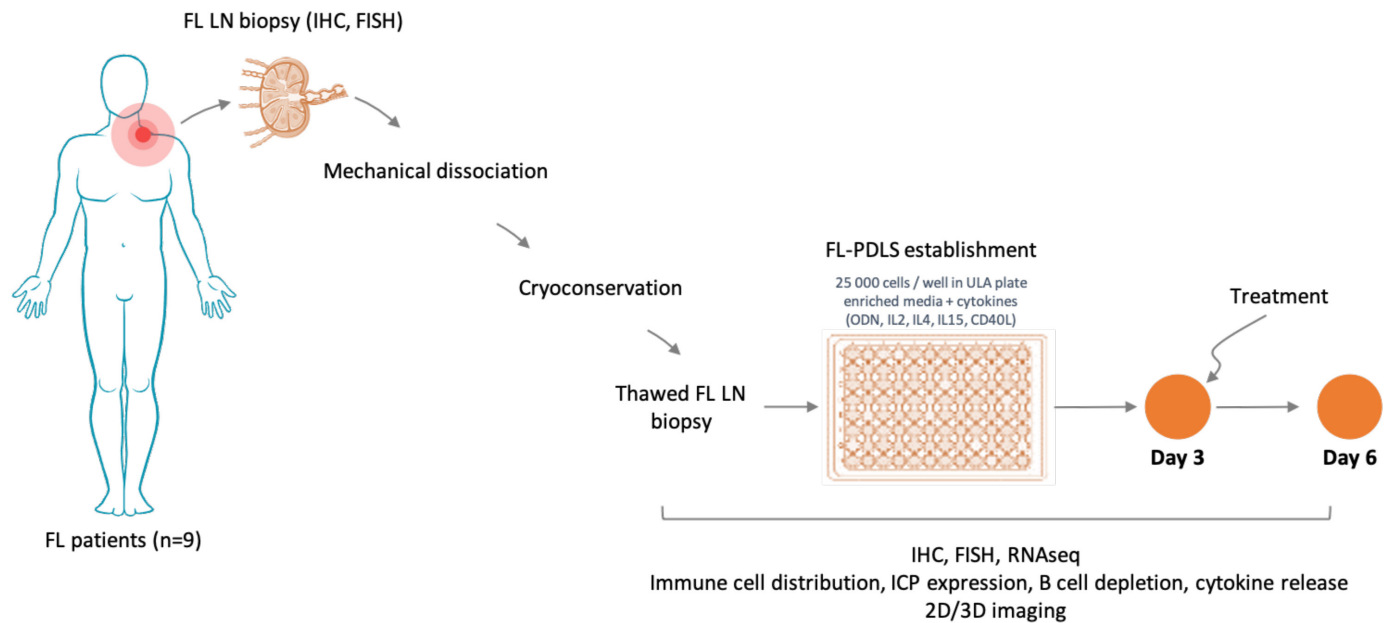 FL LN biopsy (IHC, FISH)
Mechanical dissociation
Cryoconservation
Thawed FL LN
biopsy
FL-PDLS establishment
25 000 cells / well in ULA plate
enriched media + cytokines
(ODN, IL2, IL4, IL15, CD40L)
Treatment
Day 3
Day 6
FL patients (n=9)
IHC, FISH, RNAseq
Immune cell distribution, ICP expression, B cell depletion, cytokine release
2D/3D imaging